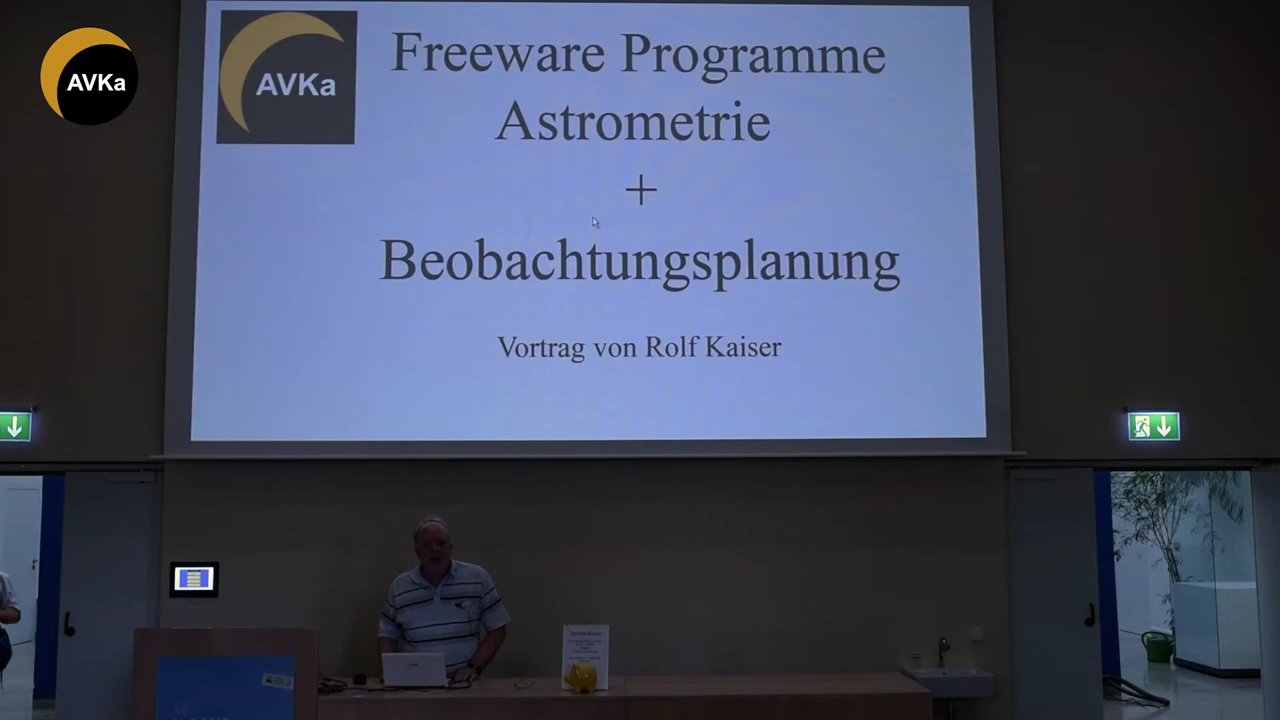 AVKa
AVKa
Freeware Programme
Astrometrie
+
Beobachtungsplanung
Vortrag von Rolf Kaiser